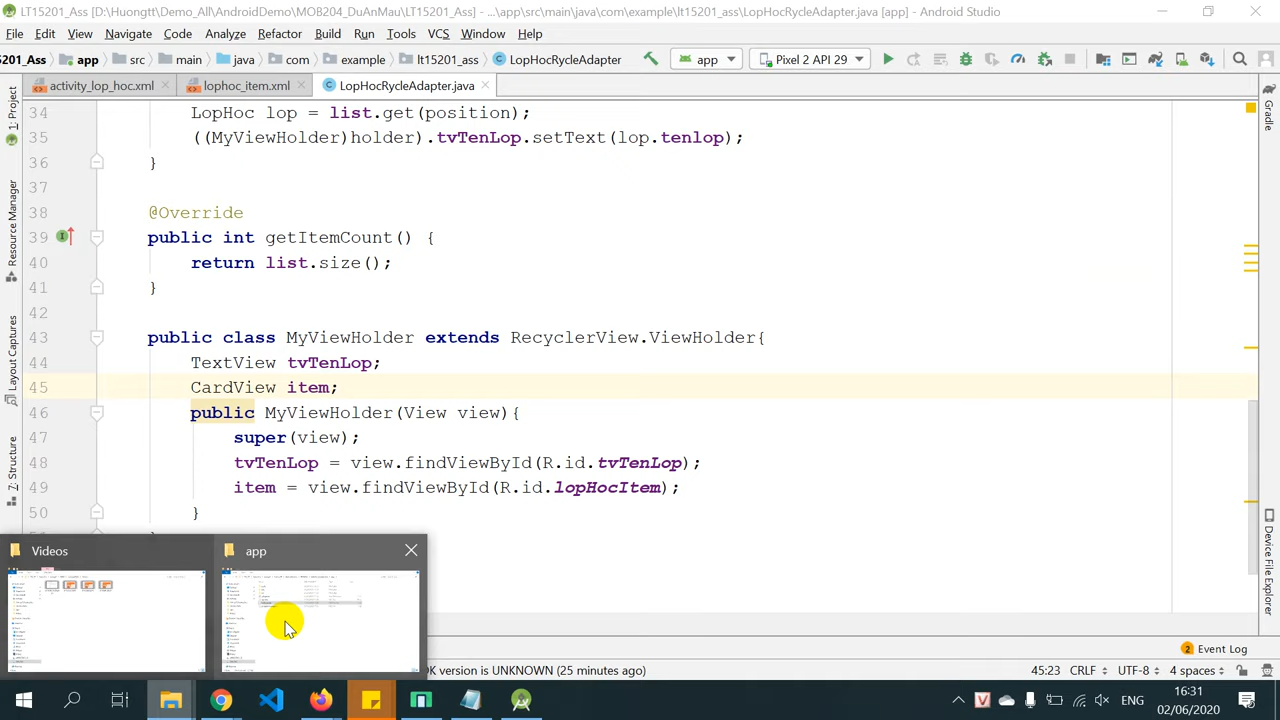 LT15201_Ass [D:\Huongtt\Demo_All\AndroidDemo\MOB204_DuAnMau\LT15201_Ass] - ...\app\src\main\java\com\example\lt15201_ass\LopHocRycleAdapter.java [app] - Android Studio
File Edit View Navigate Code Analyze Refactor Build Run Tools VCS Window Help
15201_Ass app src main java com example lt15201_ass LopHocRycleAdapter app Pixel 2 API 29
activity_lop_hoc.xml lophoc_item.xml LopHocRycleAdapter.java
1: Project
Resource Manager
Layout Captures
7: Structure
Gradle
Device File Explorer
34 LopHoc lop = list.get(position);
35 ((MyViewHolder)holder).tvTenLop.setText(lop.tenlop);
36 }
37
38 @Override
39 public int getItemCount() {
40 return list.size();
41 }
42
43 public class MyViewHolder extends RecyclerView.ViewHolder{
44 TextView tvTenLop;
45 CardView item;
46 public MyViewHolder(View view){
47 super(view);
48 tvTenLop = view.findViewById(R.id.tvTenLop);
49 item = view.findViewById(R.id.lopHocItem);
50 }
Videos app
2 Event Log
DK version is UNKNOWN (25 minutes ago) 45:23 CRLF UTF-8 4 spaces
ENG 16:31
02/06/2020